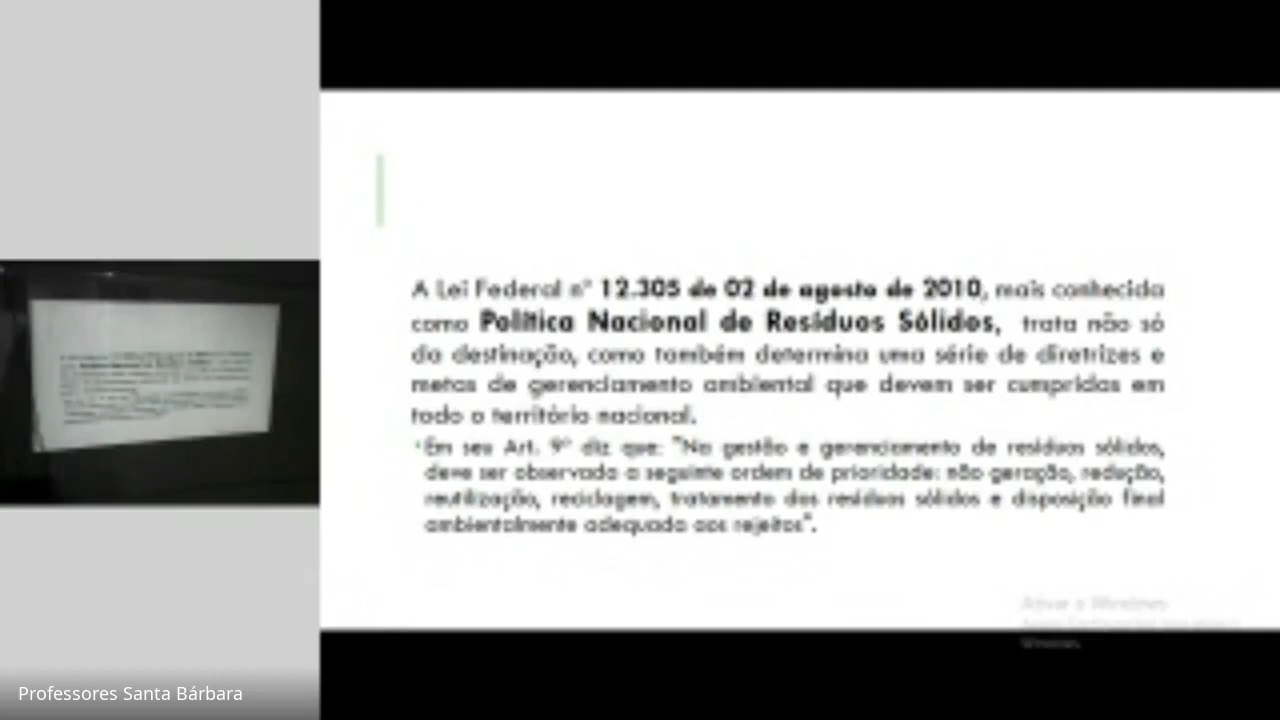 A Lei Federal nº 12.305 de 02 de agosto de 2010, mais conhecida
como Política Nacional de Resíduos Sólidos, trata não só
da destinação, como também determina uma série de diretrizes e
metas de gerenciamento ambiental que devem ser cumpridas em
todo o território nacional.
•Em seu Art. 9º diz que: "Na gestão e gerenciamento de resíduos sólidos,
deve ser observada a seguinte ordem de prioridade: não geração, redução,
reutilização, reciclagem, tratamento dos resíduos sólidos e disposição final
ambientalmente adequada aos rejeitos".
Ativar o Windows
Windows.
Professores Santa Bárbara